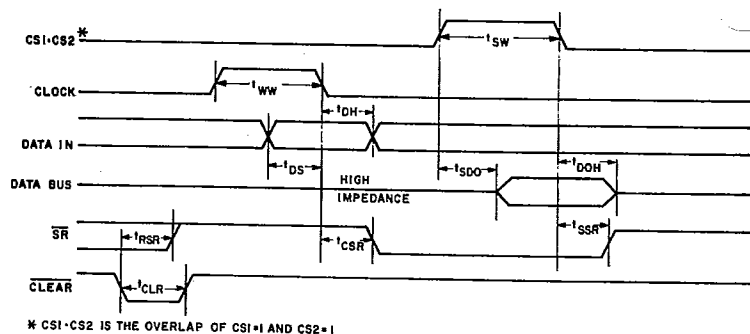 CS1•CS2*
tSW
CLOCK
tWW
tDH
DATA IN
tDS
tSDO
tDOH
DATA BUS
HIGH
IMPEDANCE
SR
tRSR
tCSR
tSSR
CLEAR
tCLR
* CS1•CS2 IS THE OVERLAP OF CS1=1 AND CS2=1